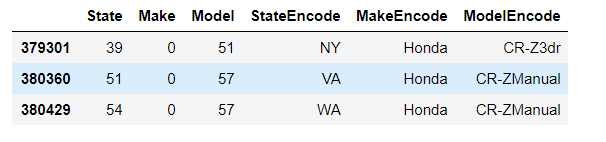 State Make Model StateEncode MakeEncode ModelEncode
379301 39 0 51 NY Honda CR-Z3dr
380360 51 0 57 VA Honda CR-ZManual
380429 54 0 57 WA Honda CR-ZManual